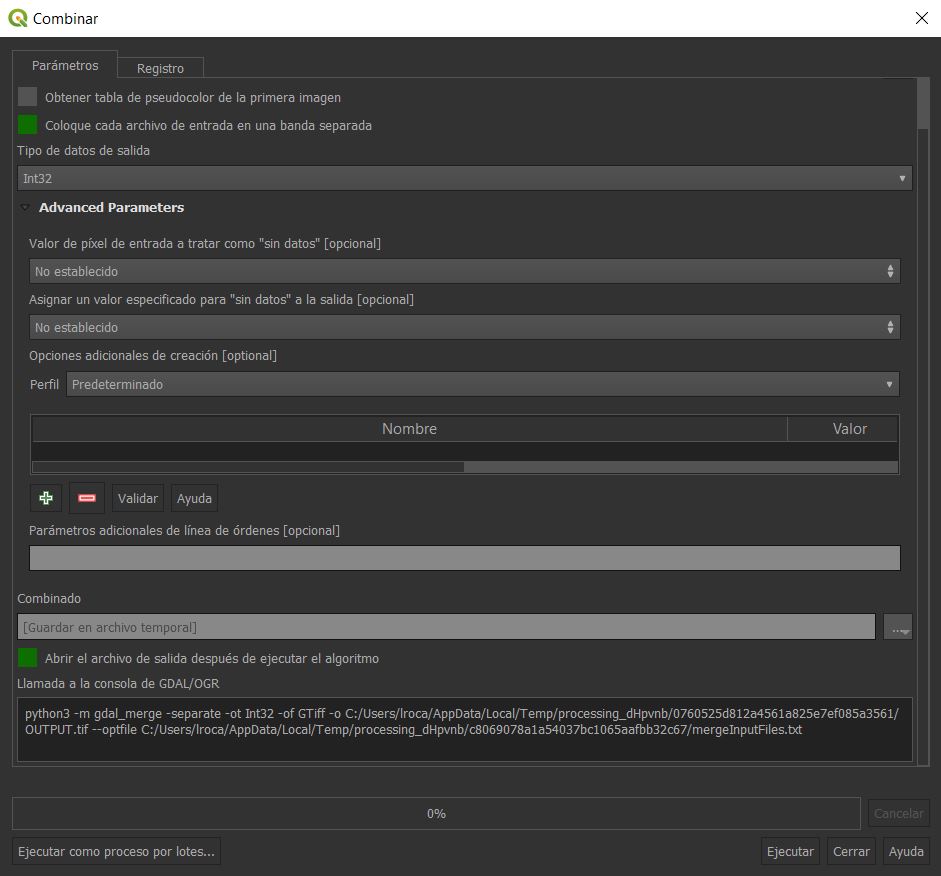 Combinar
Parámetros
Registro
Obtener tabla de pseudocolor de la primera imagen
Coloque cada archivo de entrada en una banda separada
Tipo de datos de salida
Int32
Advanced Parameters
Valor de píxel de entrada a tratar como "sin datos" [opcional]
No establecido
Asignar un valor especificado para "sin datos" a la salida [opcional]
No establecido
Opciones adicionales de creación [optional]
Perfil Predeterminado
Nombre Valor
Validar Ayuda
Parámetros adicionales de línea de órdenes [opcional]
Combinado
[Guardar en archivo temporal] ...
Abrir el archivo de salida después de ejecutar el algoritmo
Llamada a la consola de GDAL/OGR
python3 -m gdal_merge -separate -ot Int32 -of GTiff -o C:/Users/lroca/AppData/Local/Temp/processing_dHpvnb/0760525d812a4561a825e7ef085a3561/
OUTPUT.tif --optfile C:/Users/lroca/AppData/Local/Temp/processing_dHpvnb/c8069078a1a54037bc1065aafbb32c67/mergeInputFiles.txt
0% Cancelar
Ejecutar como proceso por lotes... Ejecutar Cerrar Ayuda